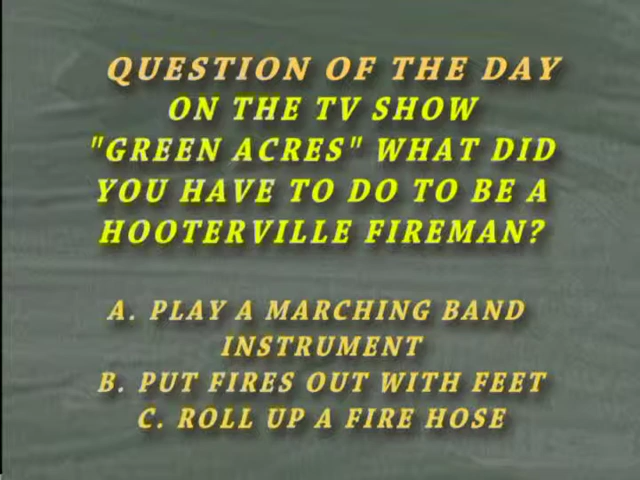 QUESTION OF THE DAY
ON THE TV SHOW
"GREEN ACRES" WHAT DID
YOU HAVE TO DO TO BE A
HOOTERVILLE FIREMAN?
A. PLAY A MARCHING BAND
INSTRUMENT
B. PUT FIRES OUT WITH FEET
C. ROLL UP A FIRE HOSE